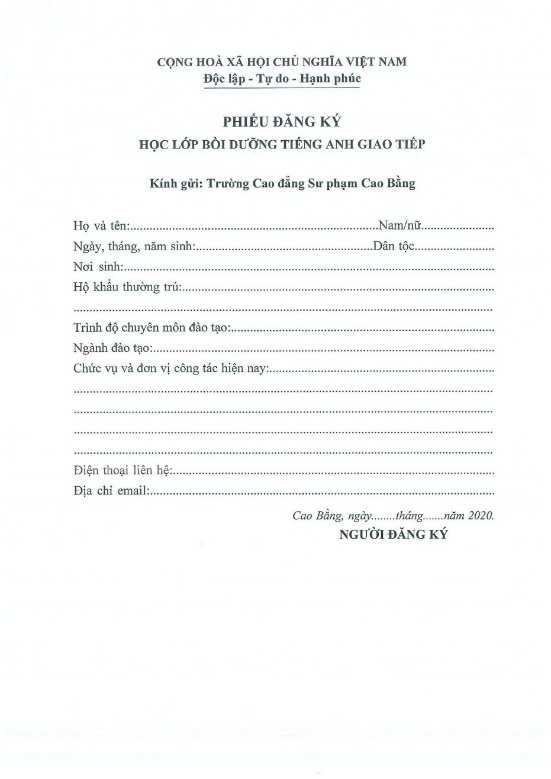 CỘNG HOÀ XÃ HỘI CHỦ NGHĨA VIỆT NAM
Độc lập - Tự do - Hạnh phúc
PHIẾU ĐĂNG KÝ
HỌC LỚP BỒI DƯỠNG TIẾNG ANH GIAO TIẾP
Kính gửi: Trường Cao đẳng Sư phạm Cao Bằng
Họ và tên:..................................................................Nam/nữ......................
Ngày, tháng, năm sinh:...............................................Dân tộc......................
Nơi sinh:....................................................................................................
Hộ khẩu thường trú:...................................................................................
................................................................................................................
Trình độ chuyên môn đào tạo:.....................................................................
Ngành đào tạo:...........................................................................................
Chức vụ và đơn vị công tác hiện nay:...........................................................
................................................................................................................
................................................................................................................
................................................................................................................
................................................................................................................
Điện thoại liên hệ:......................................................................................
Địa chỉ email:............................................................................................
Cao Bằng, ngày........tháng.......năm 2020.
NGƯỜI ĐĂNG KÝ